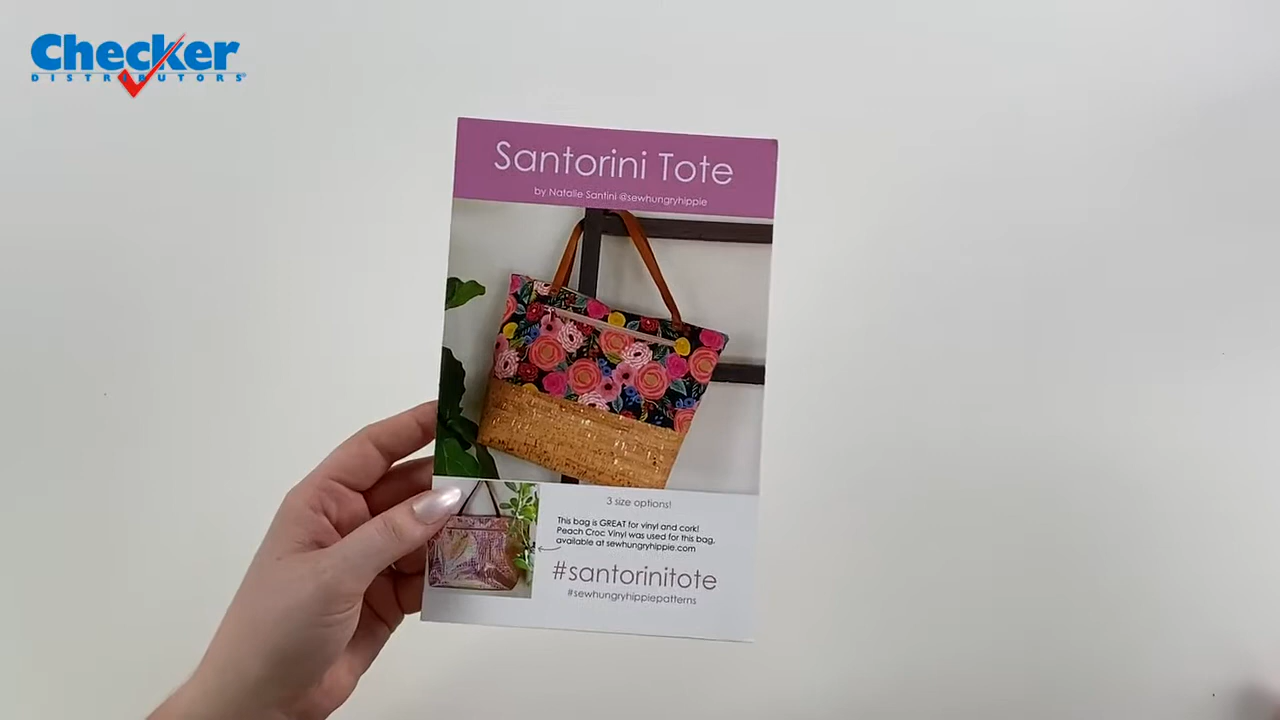 Checker
DISTRIBUTORS
Santorini Tote
by Natalie Santini @sewhungryhippie
3 size options!
This bag is GREAT for vinyl and cork!
Peach Croc Vinyl was used for this bag,
available at sewhungryhippie.com
#santorinitote
#sewhungryhippiepatterns